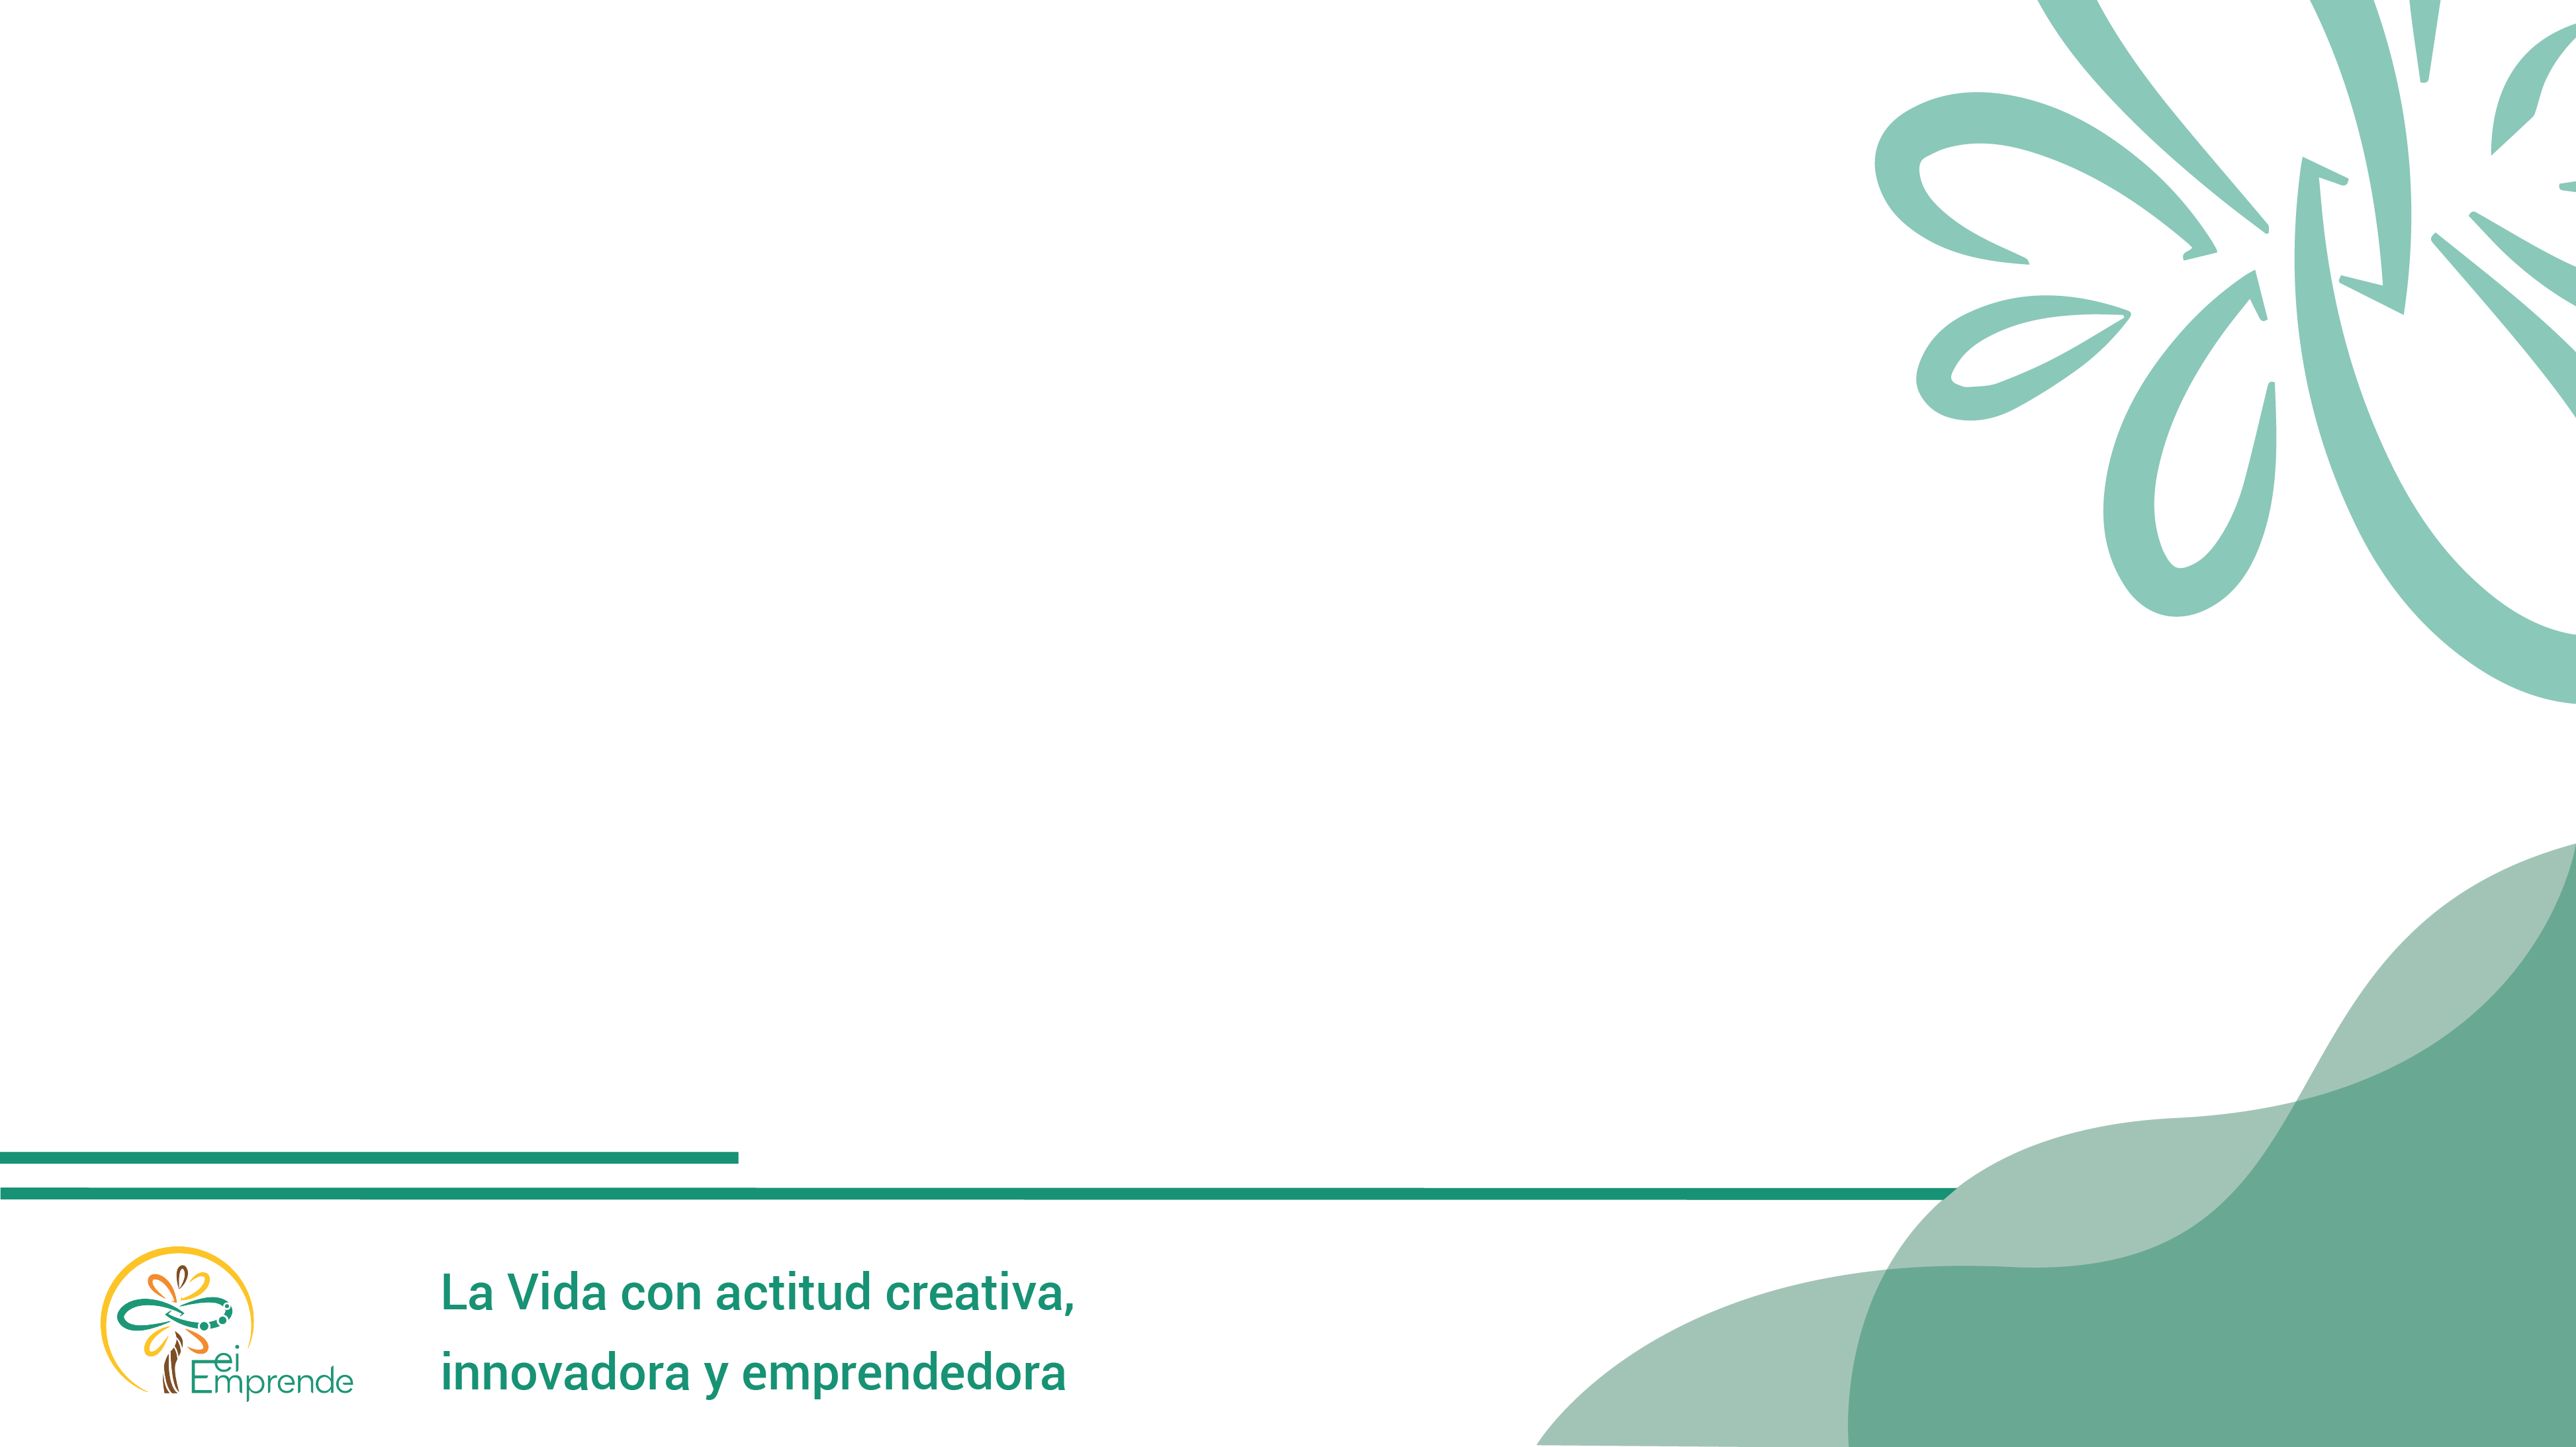 ei
Emprende
La Vida con actitud creativa,
innovadora y emprendedora